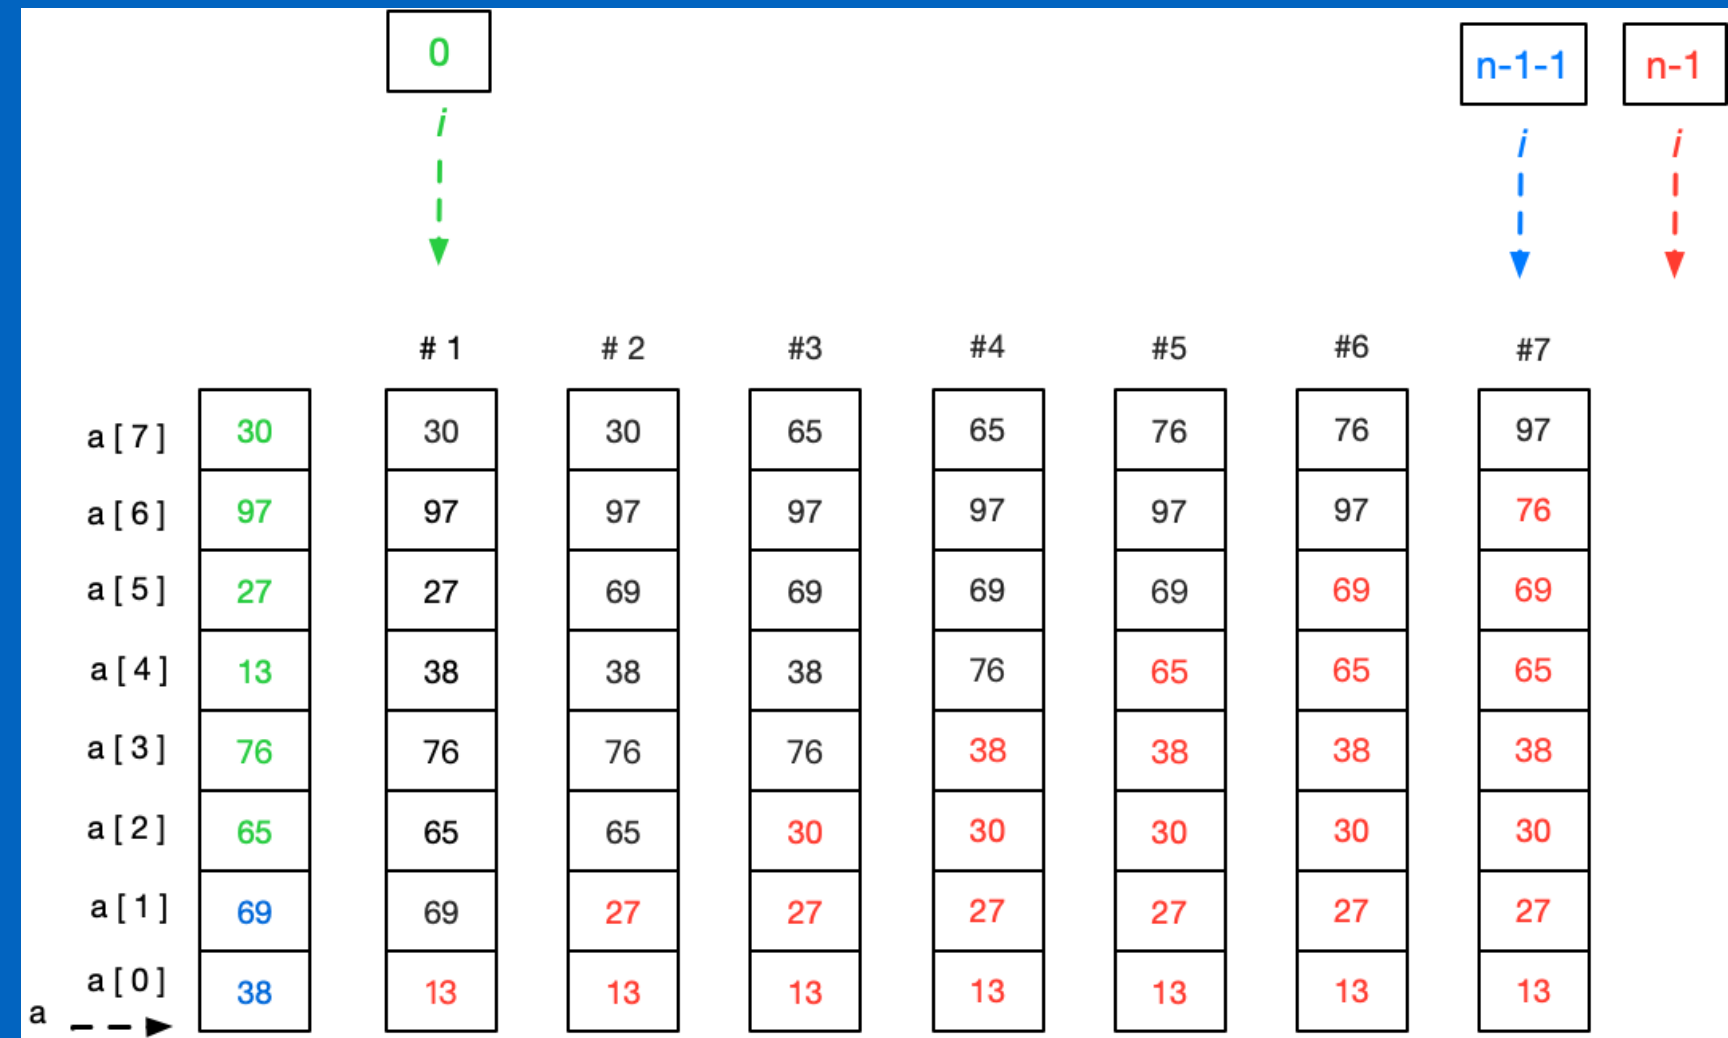 0 n-1-1 n-1
i i i
# 1 # 2 #3 #4 #5 #6 #7
a[7] 30 30 30 65 65 76 76 97
a[6] 97 97 97 97 97 97 97 76
a[5] 27 27 69 69 69 69 69 69
a[4] 13 38 38 38 76 65 65 65
a[3] 76 76 76 76 38 38 38 38
a[2] 65 65 65 30 30 30 30 30
a[1] 69 69 27 27 27 27 27 27
a[0] 38 13 13 13 13 13 13 13
a